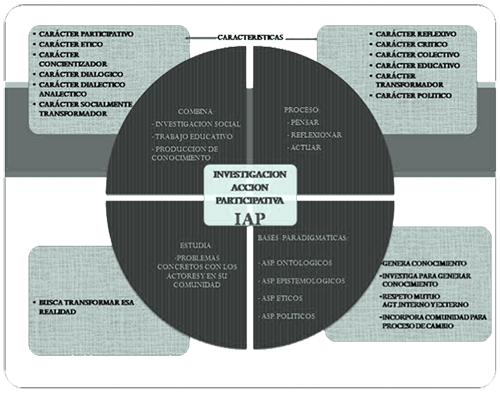 CARACTERISTICAS
• CARÁCTER PARTICIPATIVO
• CARÁCTER ETICO
• CARÁCTER
CONCIENTIZADOR
• CARÁCTER DIALOGICO
• CARÁCTER DIALECTICO
ANALECTICO
• CARÁCTER SOCIALMENTE
TRANSFORMADOR
• CARÁCTER REFLEXIVO
• CARÁCTER CRITICO
• CARÁCTER COLECTIVO
• CARÁCTER EDUCATIVO
• CARÁCTER
TRANSFORMADOR
• CARÁCTER POLITICO
COMBINA:
- INVESTIGACION SOCIAL
- TRABAJO EDUCATIVO
- PRODUCCION DE
CONOCIMIENTO
PROCESO:
- PENSAR
- REFLEXIONAR
- ACTUAR
INVESTIGACION
ACCION
PARTICIPATIVA
IAP
ESTUDIA
-PROBLEMAS
CONCRETOS CON LOS
ACTORES Y EN SU
COMUNIDAD
BASES PARADIGMATICAS:
- ASP. ONTOLOGICOS
- ASP. EPISTEMOLOGICOS
- ASP. ETICOS
- ASP. POLITICOS
• BUSCA TRANSFORMAR ESA
REALIDAD
•GENERA CONOCIMIENTO
•INVESTIGA PARA GENERAR
CONOCIMIENTO
•RESPETO MUTUO
AGT.INTERNO Y EXTERNO
•INCORPORA COMUNIDAD PARA
PROCESO DE CAMBIO